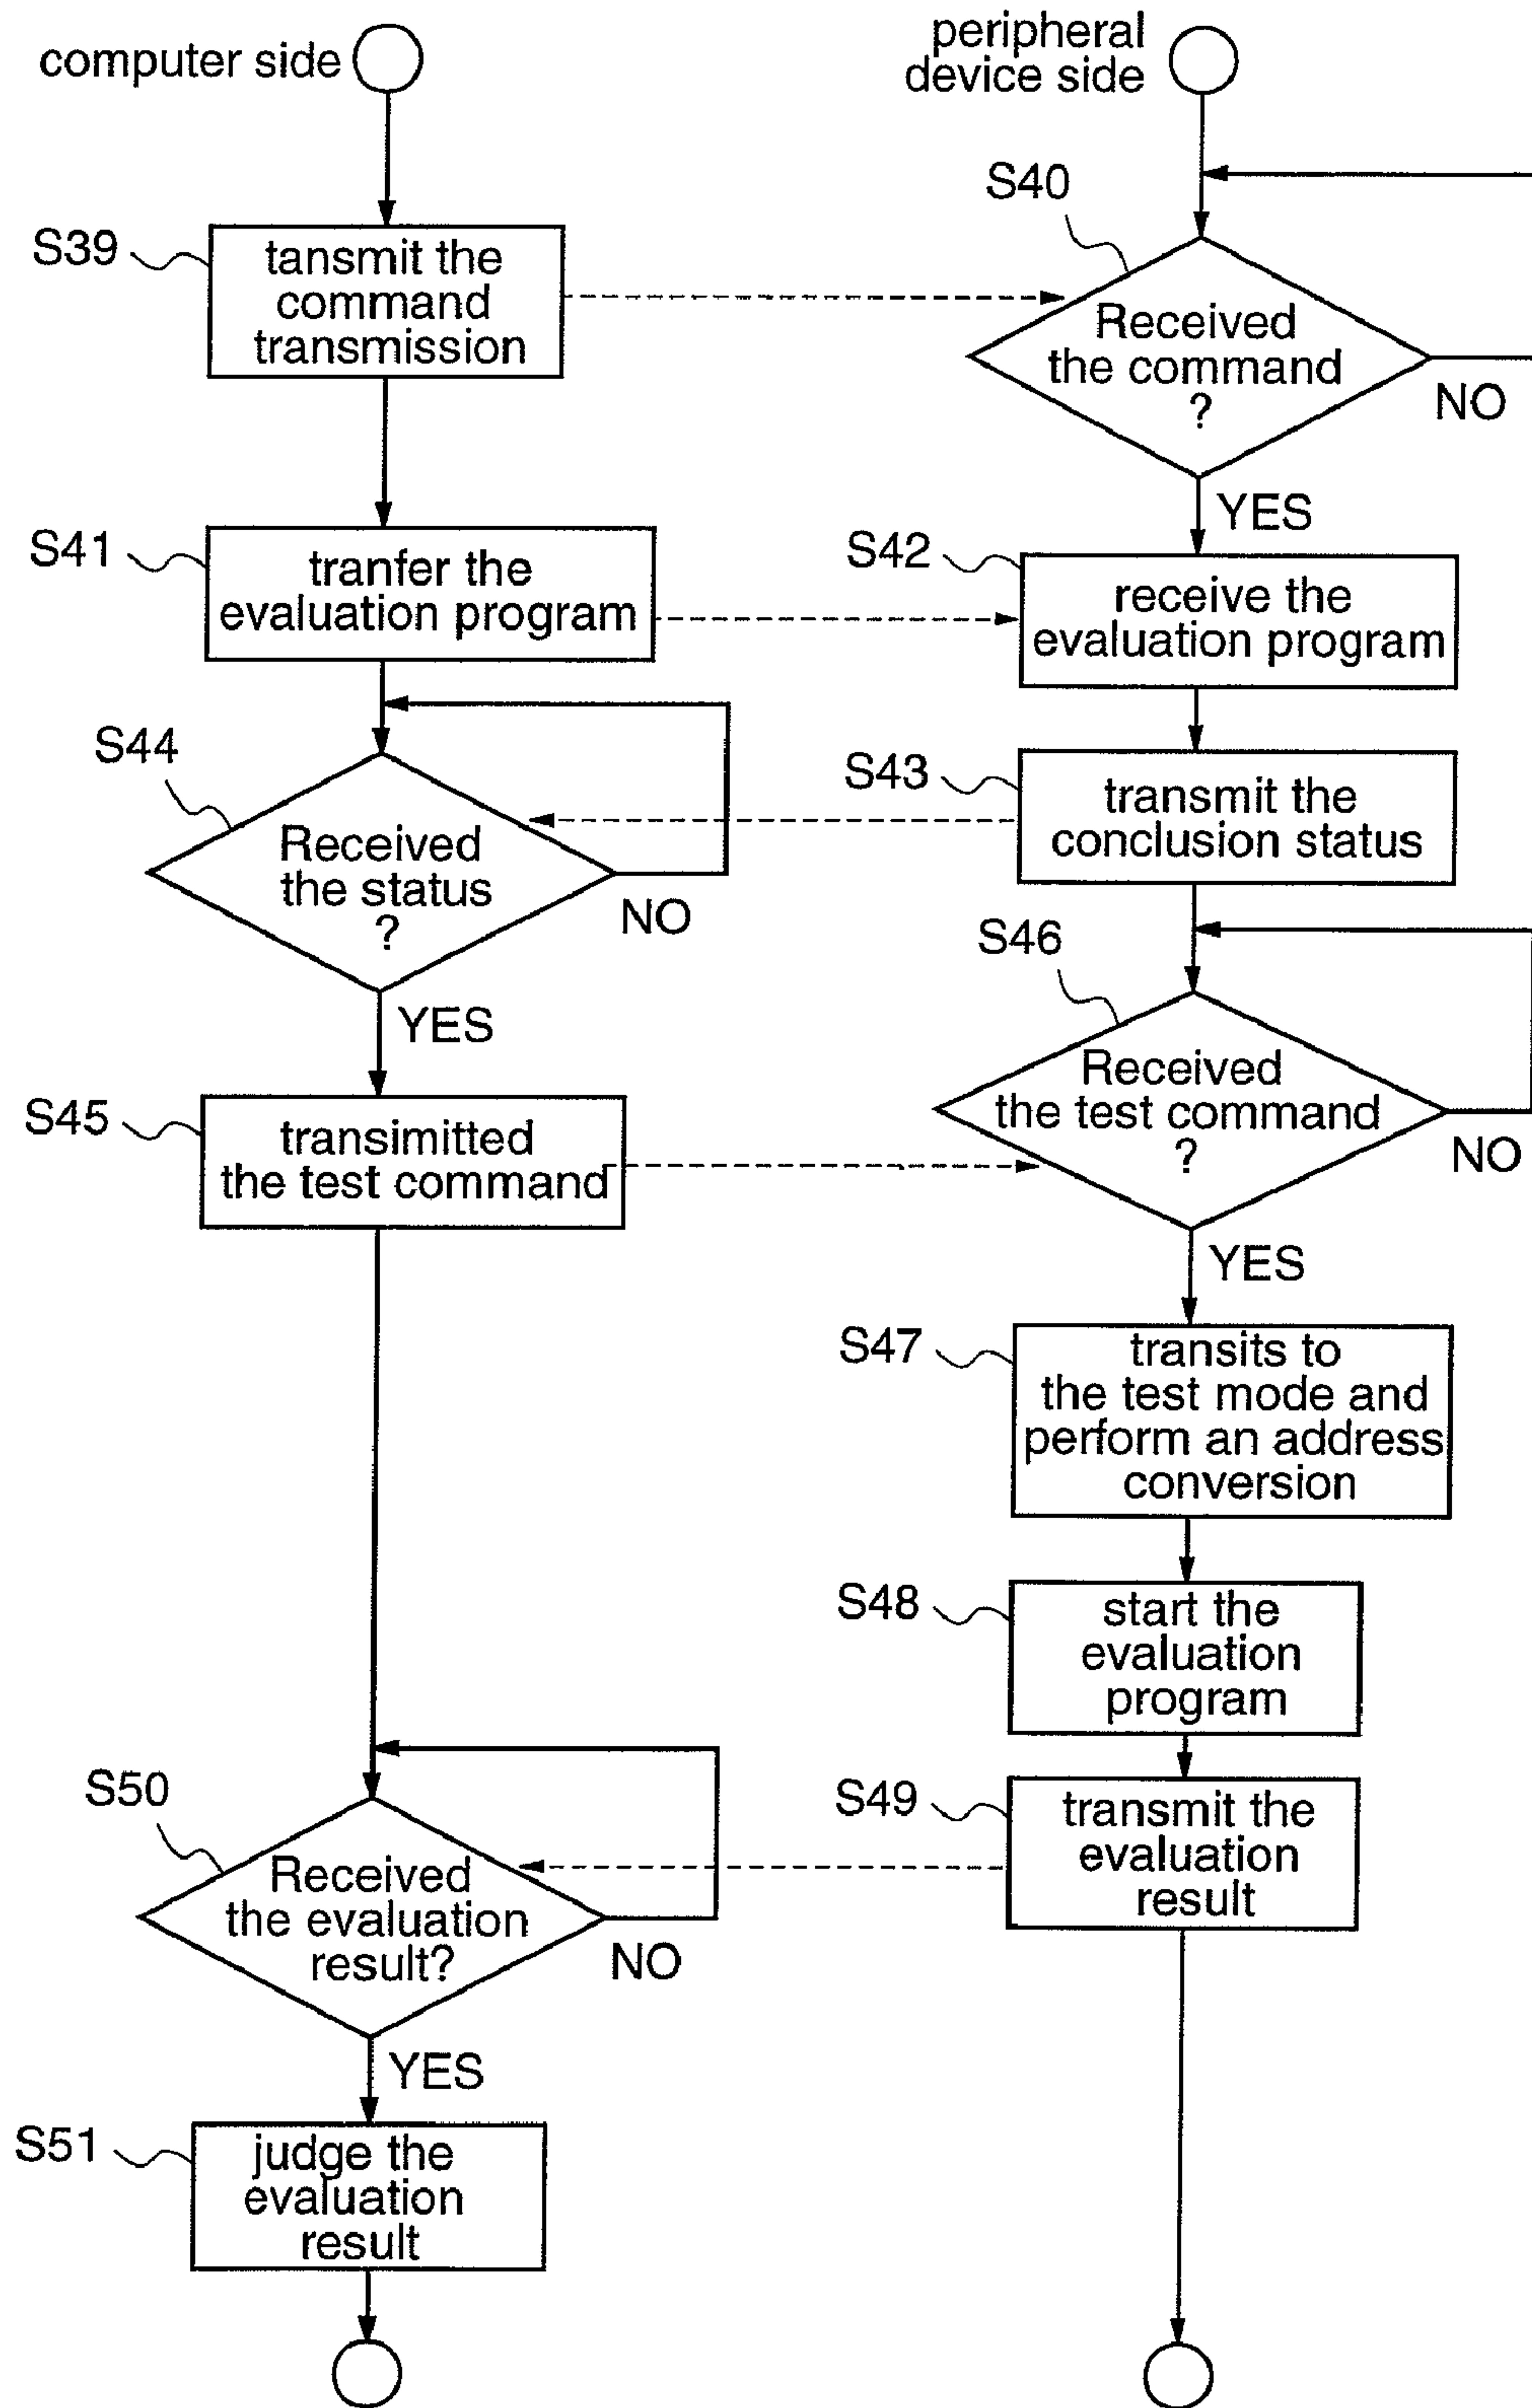 computer side
peripheral
device side
S39
tansmit the
command
transmission
S40
Received
the command
?
NO
YES
S41
tranfer the
evaluation program
S42
receive the
evaluation program
S43
transmit the
conclusion status
S44
Received
the status
?
NO
YES
S45
transimitted
the test command
S46
Received
the test command
?
NO
YES
S47
transits to
the test mode and
perform an address
conversion
S48
start the
evaluation
program
S49
transmit the
evaluation
result
S50
Received
the evaluation
result?
NO
YES
S51
judge the
evaluation
result